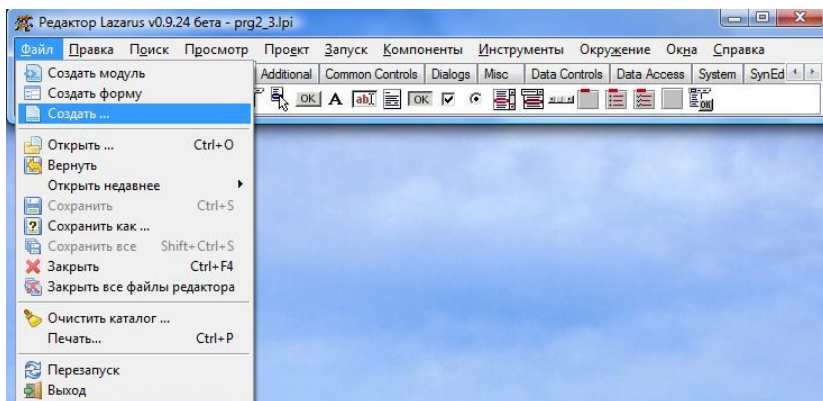 Редактор Lazarus v0.9.24 бета - prg2_3.lpi
Файл Правка Поиск Просмотр Проект Запуск Компоненты Инструменты Окружение Окна Справка
Создать модуль
Additional Common Controls Dialogs Misc Data Controls Data Access System SynEd
Создать форму
OK A abI OK
OK
Создать ...
Открыть ... Ctrl+O
Вернуть
Открыть недавнее
Сохранить Ctrl+S
Сохранить как ...
Сохранить все Shift+Ctrl+S
Закрыть Ctrl+F4
Закрыть все файлы редактора
Очистить каталог ...
Печать... Ctrl+P
Перезапуск
Выход